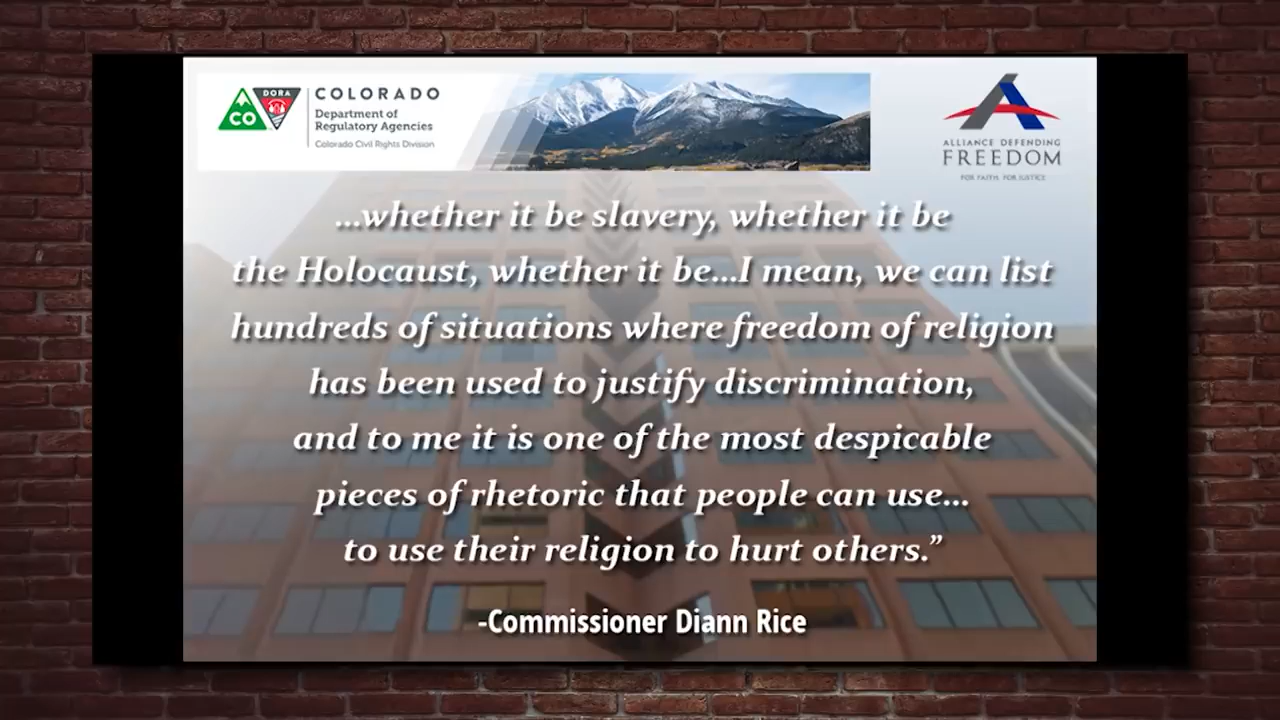 CO
DORA
COLORADO
Department of
Regulatory Agencies
Colorado Civil Rights Division
ALLIANCE DEFENDING
FREEDOM
FOR FAITH. FOR JUSTICE
...whether it be slavery, whether it be
the Holocaust, whether it be...I mean, we can list
hundreds of situations where freedom of religion
has been used to justify discrimination,
and to me it is one of the most despicable
pieces of rhetoric that people can use...
to use their religion to hurt others.”
-Commissioner Diann Rice